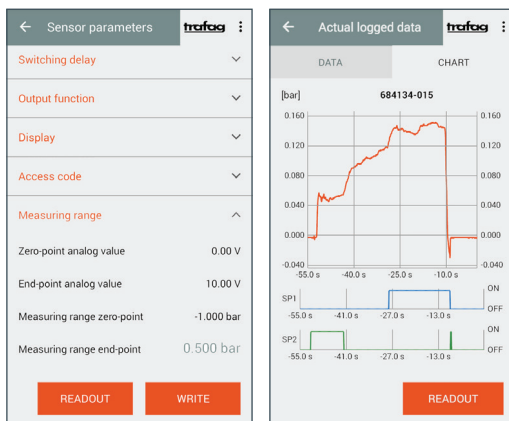 Sensor parameters
trafag
Switching delay
Output function
Display
Access code
Measuring range
Zero-point analog value 0.00 V
End-point analog value 10.00 V
Measuring range zero-point -1.000 bar
Measuring range end-point 0.500 bar
READOUT WRITE
Actual logged data
trafag
DATA CHART
[bar] 684134-015
0.160 0.160
0.120 0.120
0.080 0.080
0.040 0.040
0.000 0.000
-0.040 -0.040
-55.0 s -40.0 s -25.0 s -10.0 s
ON
SP1
OFF
-55.0 s -41.0 s -27.0 s -13.0 s
ON
SP2
OFF
-55.0 s -41.0 s -27.0 s -13.0 s
READOUT